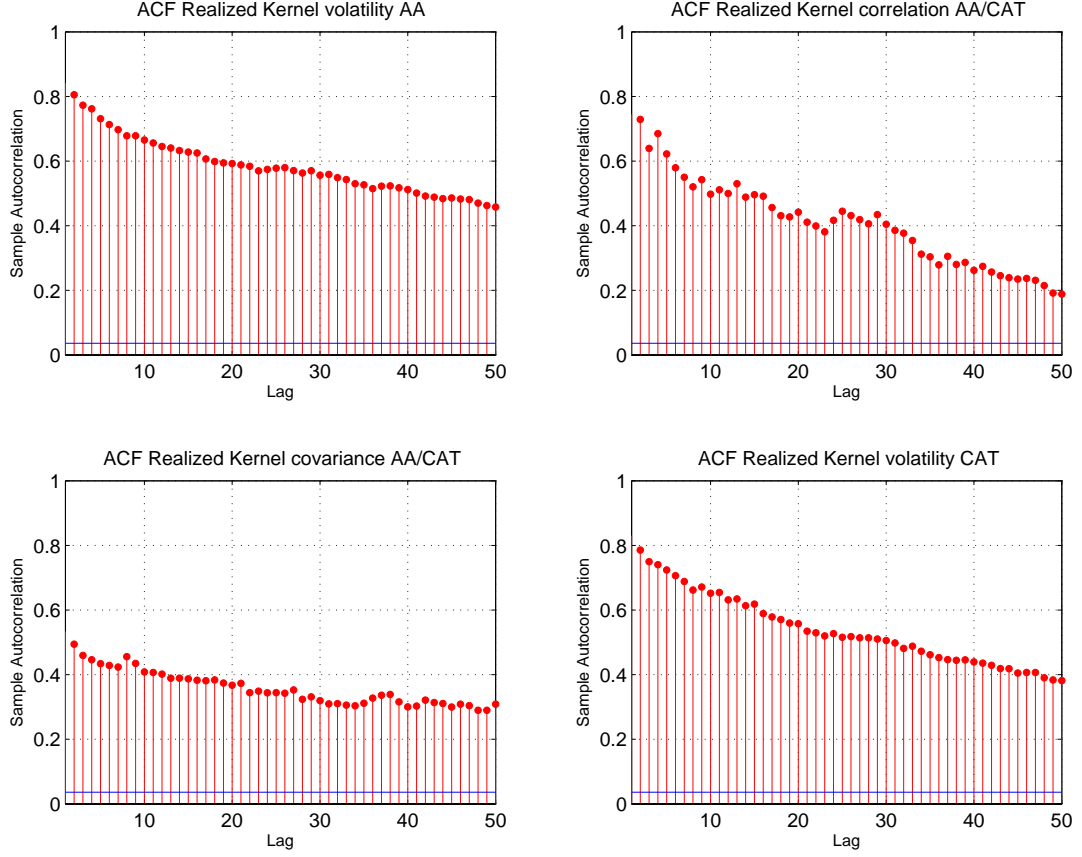 ACF Realized Kernel volatility AA
1
0.8
0.6
0.4
0.2
0
Sample Autocorrelation
10 20 30 40 50
Lag
ACF Realized Kernel correlation AA/CAT
1
0.8
0.6
0.4
0.2
0
Sample Autocorrelation
10 20 30 40 50
Lag
ACF Realized Kernel covariance AA/CAT
1
0.8
0.6
0.4
0.2
0
Sample Autocorrelation
10 20 30 40 50
Lag
ACF Realized Kernel volatility CAT
1
0.8
0.6
0.4
0.2
0
Sample Autocorrelation
10 20 30 40 50
Lag